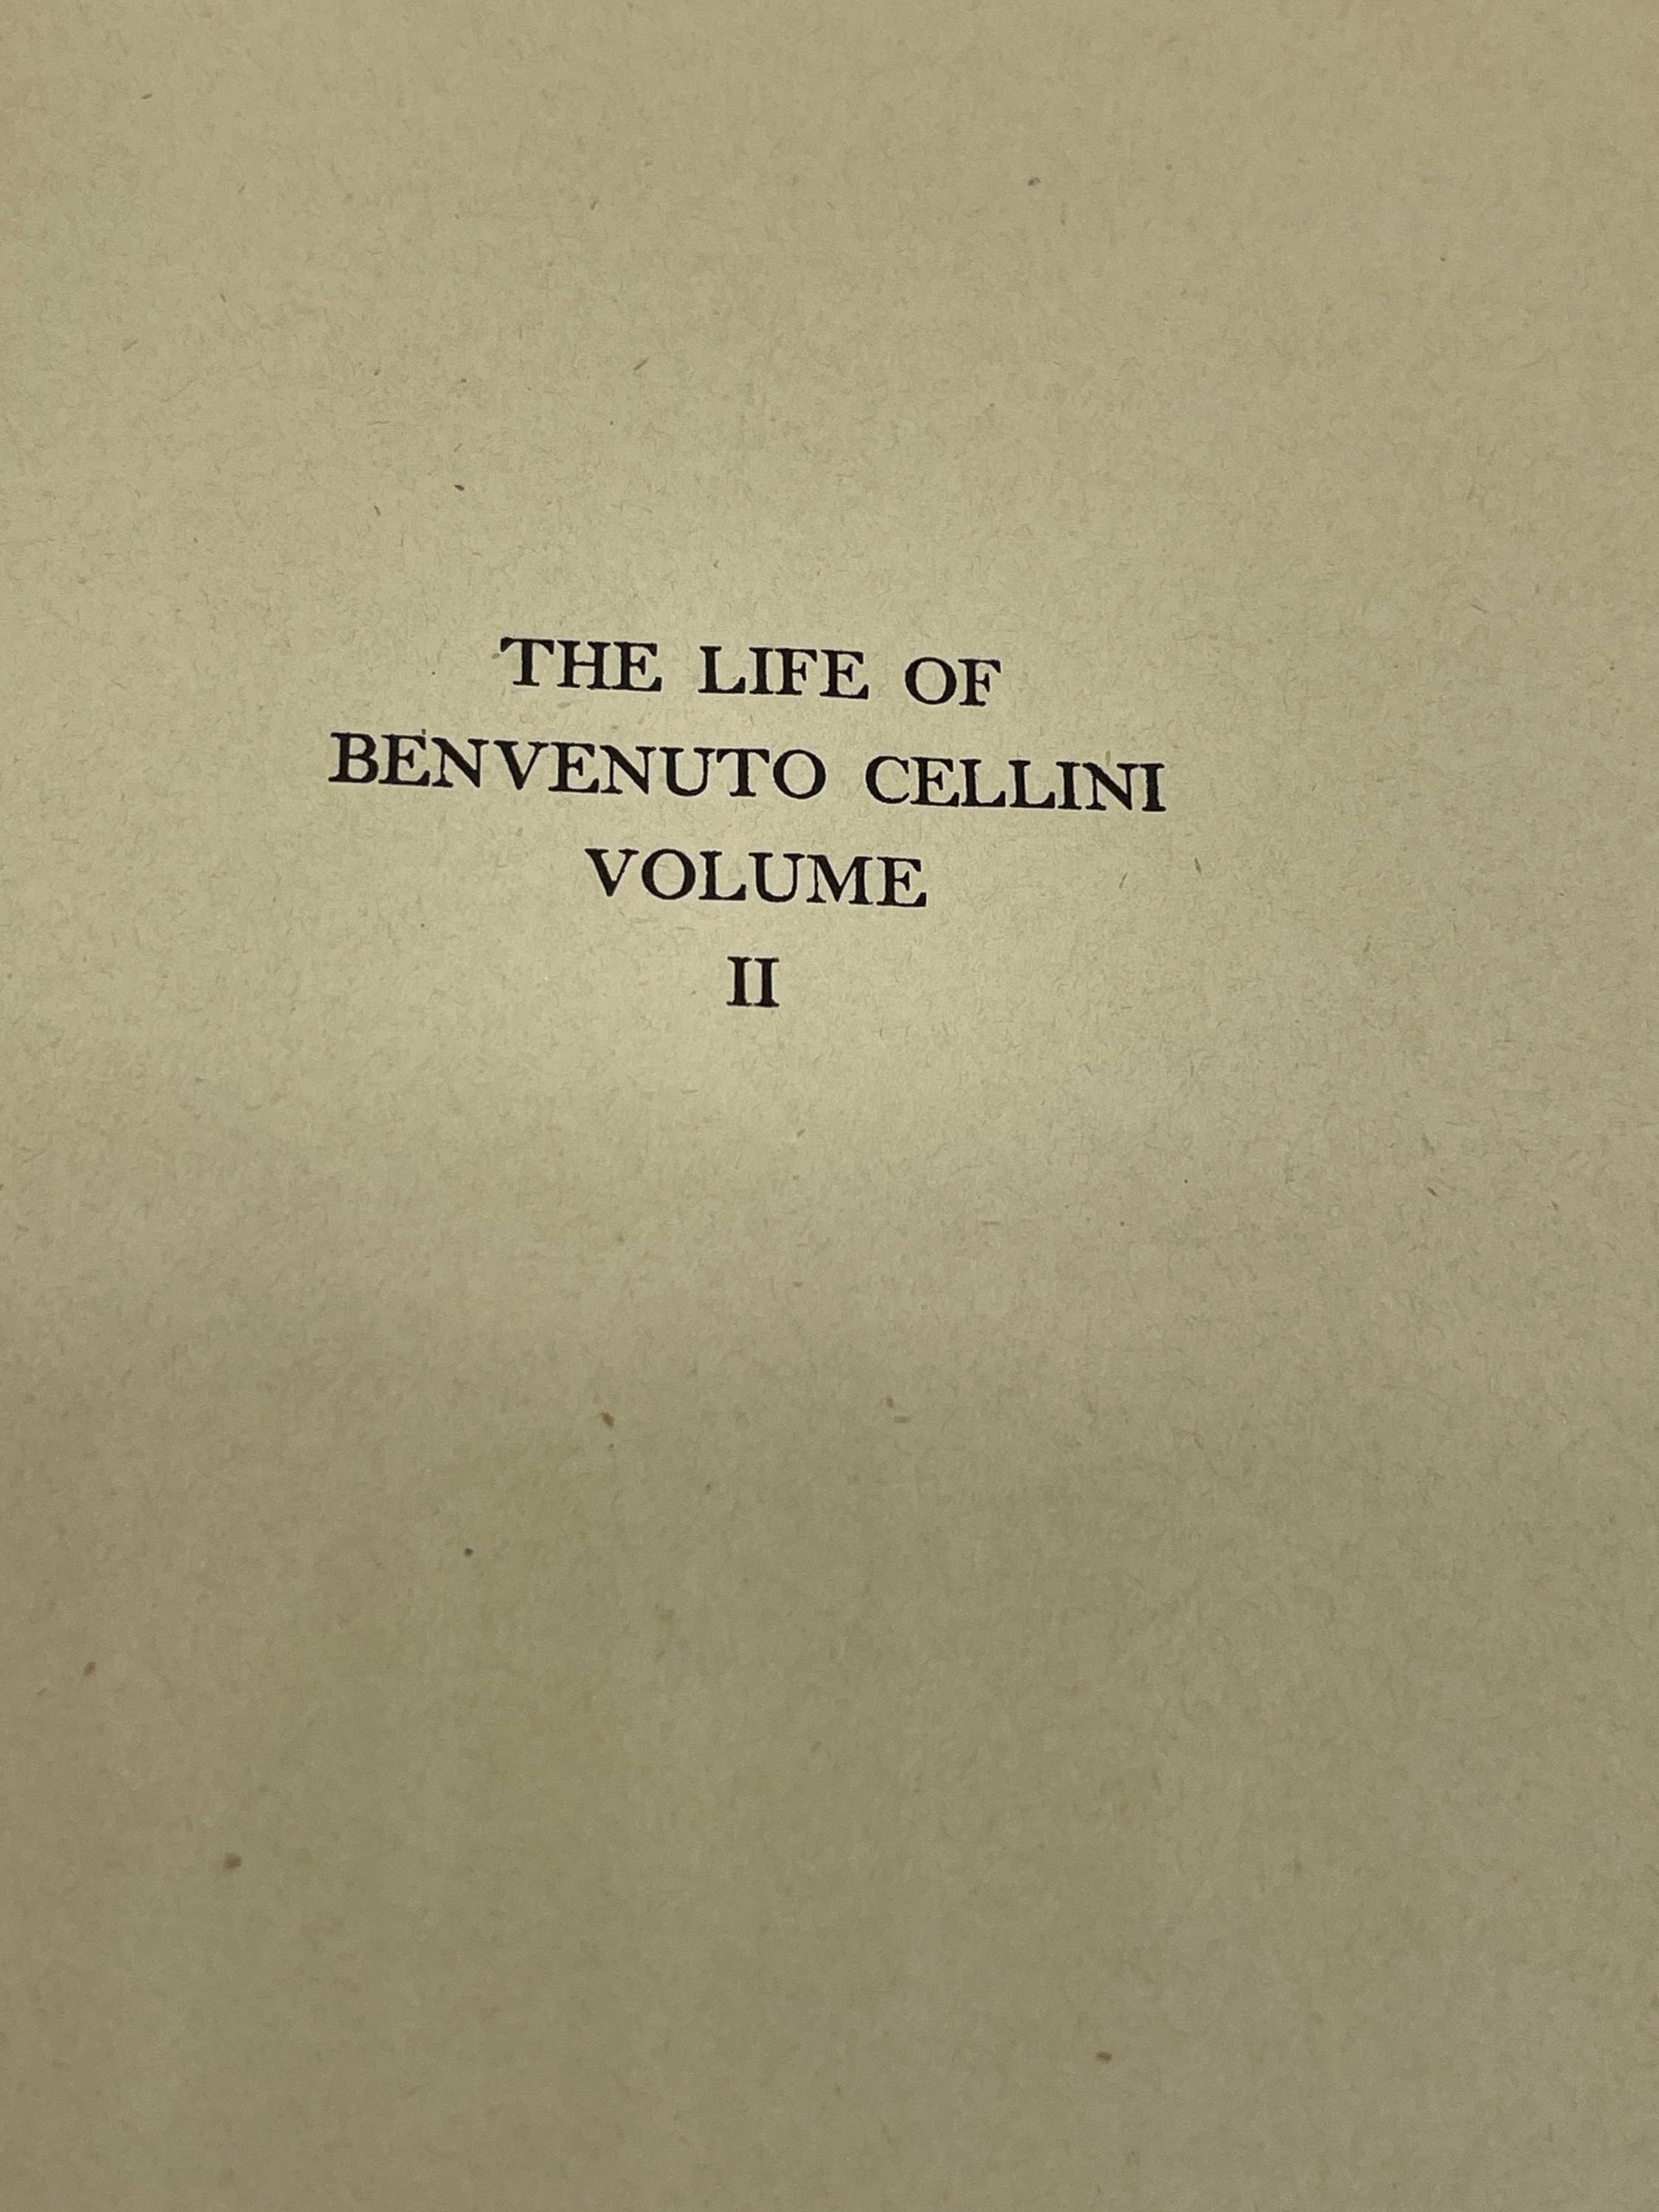 THE LIFE OF
BENVENUTO CELLINI
VOLUME
II